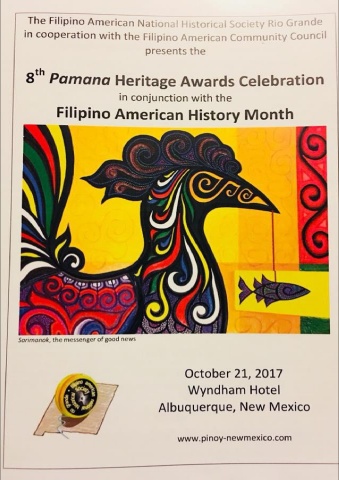 The Filipino American National Historical Society Rio Grande
in cooperation with the Filipino American Community Council
presents the
8th Pamana Heritage Awards Celebration
in conjunction with the
Filipino American History Month
Sarimanok, the messenger of good news
October 21, 2017
Wyndham Hotel
Albuquerque, New Mexico
www.pinoy-newmexico.com